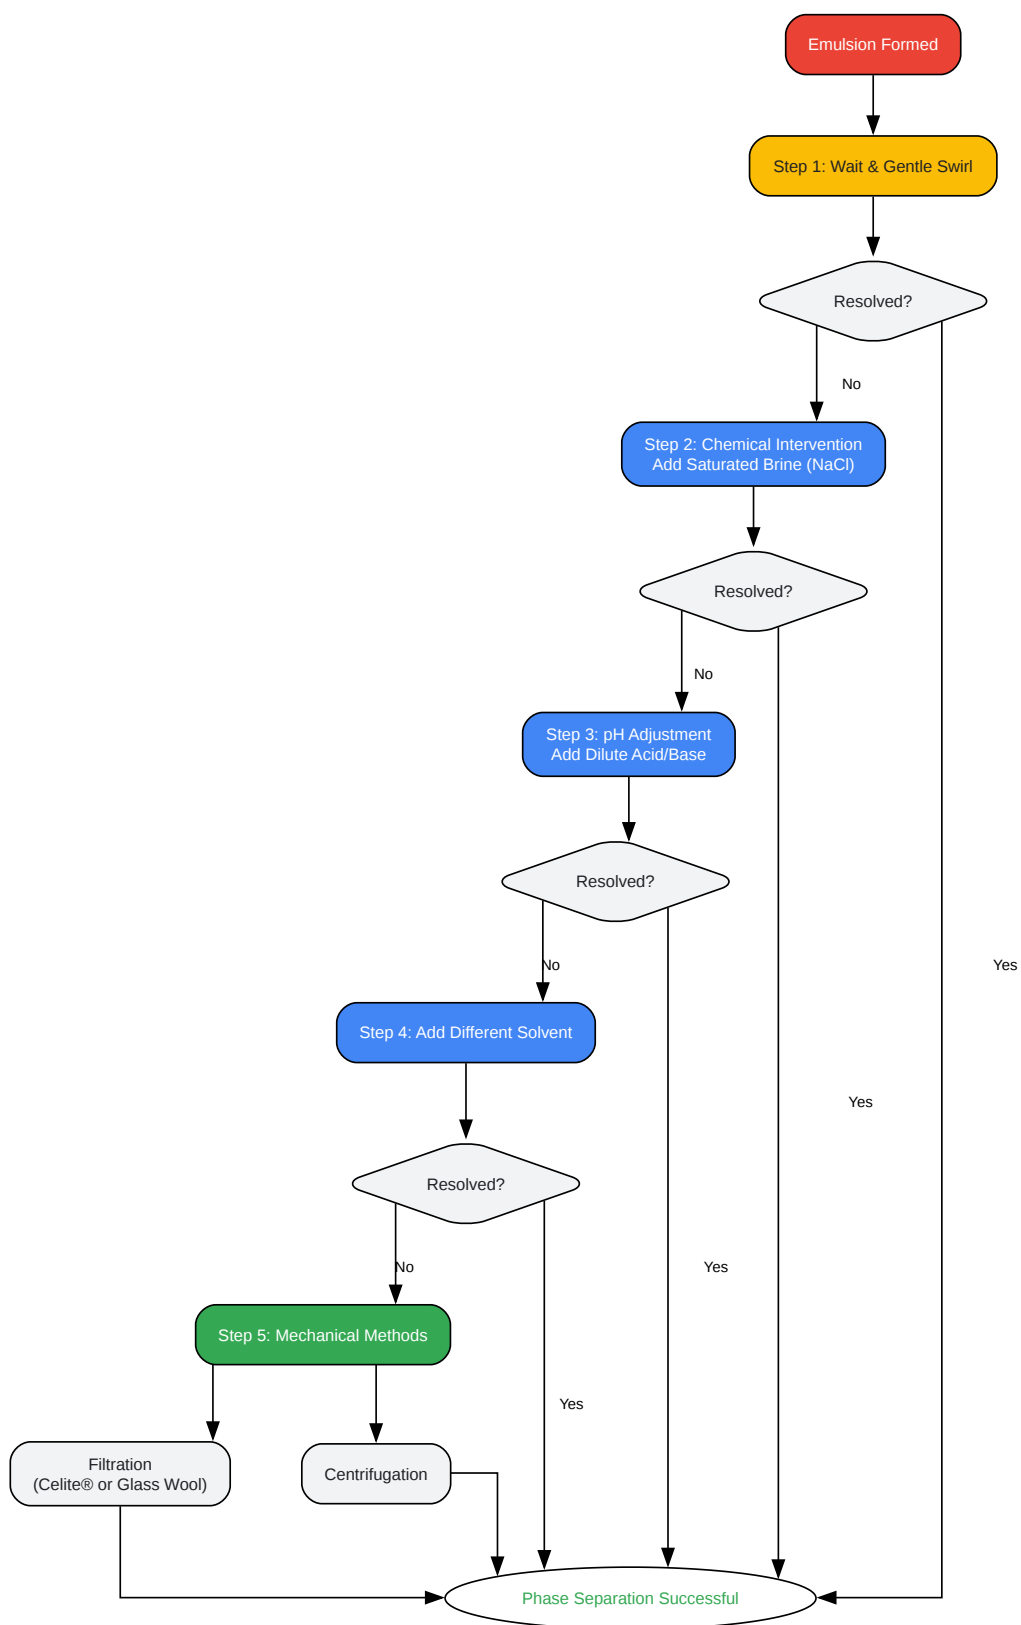 Emulsion Formed
Step 1: Wait & Gentle Swirl
Resolved?
No
Step 2: Chemical Intervention
Add Saturated Brine (NaCl)
Resolved?
No
Step 3: pH Adjustment
Add Dilute Acid/Base
Resolved?
No
Yes
Step 4: Add Different Solvent
Yes
Resolved?
No
Yes
Step 5: Mechanical Methods
Yes
Filtration
(Celite® or Glass Wool)
Centrifugation
Phase Separation Successful